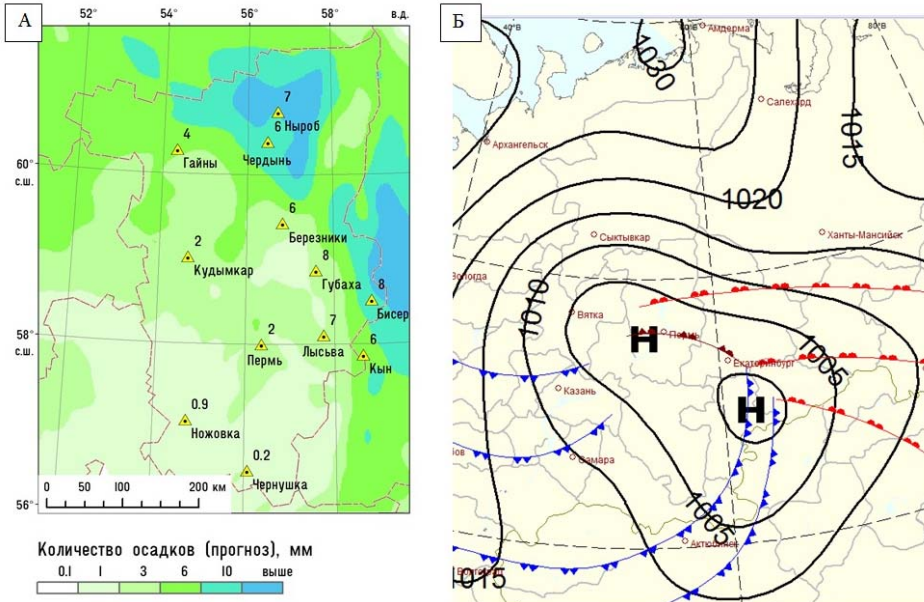 А
52°
54°
56°
58°
в.д.
7
6 Ныроб
4
Чердынь
Гайны
60°
с.ш.
6
Березники
2
Кудымкар
8
Губаха
8
Бисер
7
Лысьва
2
Пермь
6
Кын
58°
с.ш.
0.9
Ножовка
0.2
Чернушка
56°
0 50 100 200 км
Количество осадков (прогноз), мм
0.1 1 3 6 10 выше
Б
40°В
60°В
80°В
Амдерма
1030
Салехард
Архангельск
1015
1020
Сыктывкар
Ханты-Мансийск
Вологда
1010
Вятка
Н
Пермь
1005
Екатеринбург
Казань
Н
Самара
1005
Актюбинск
1015